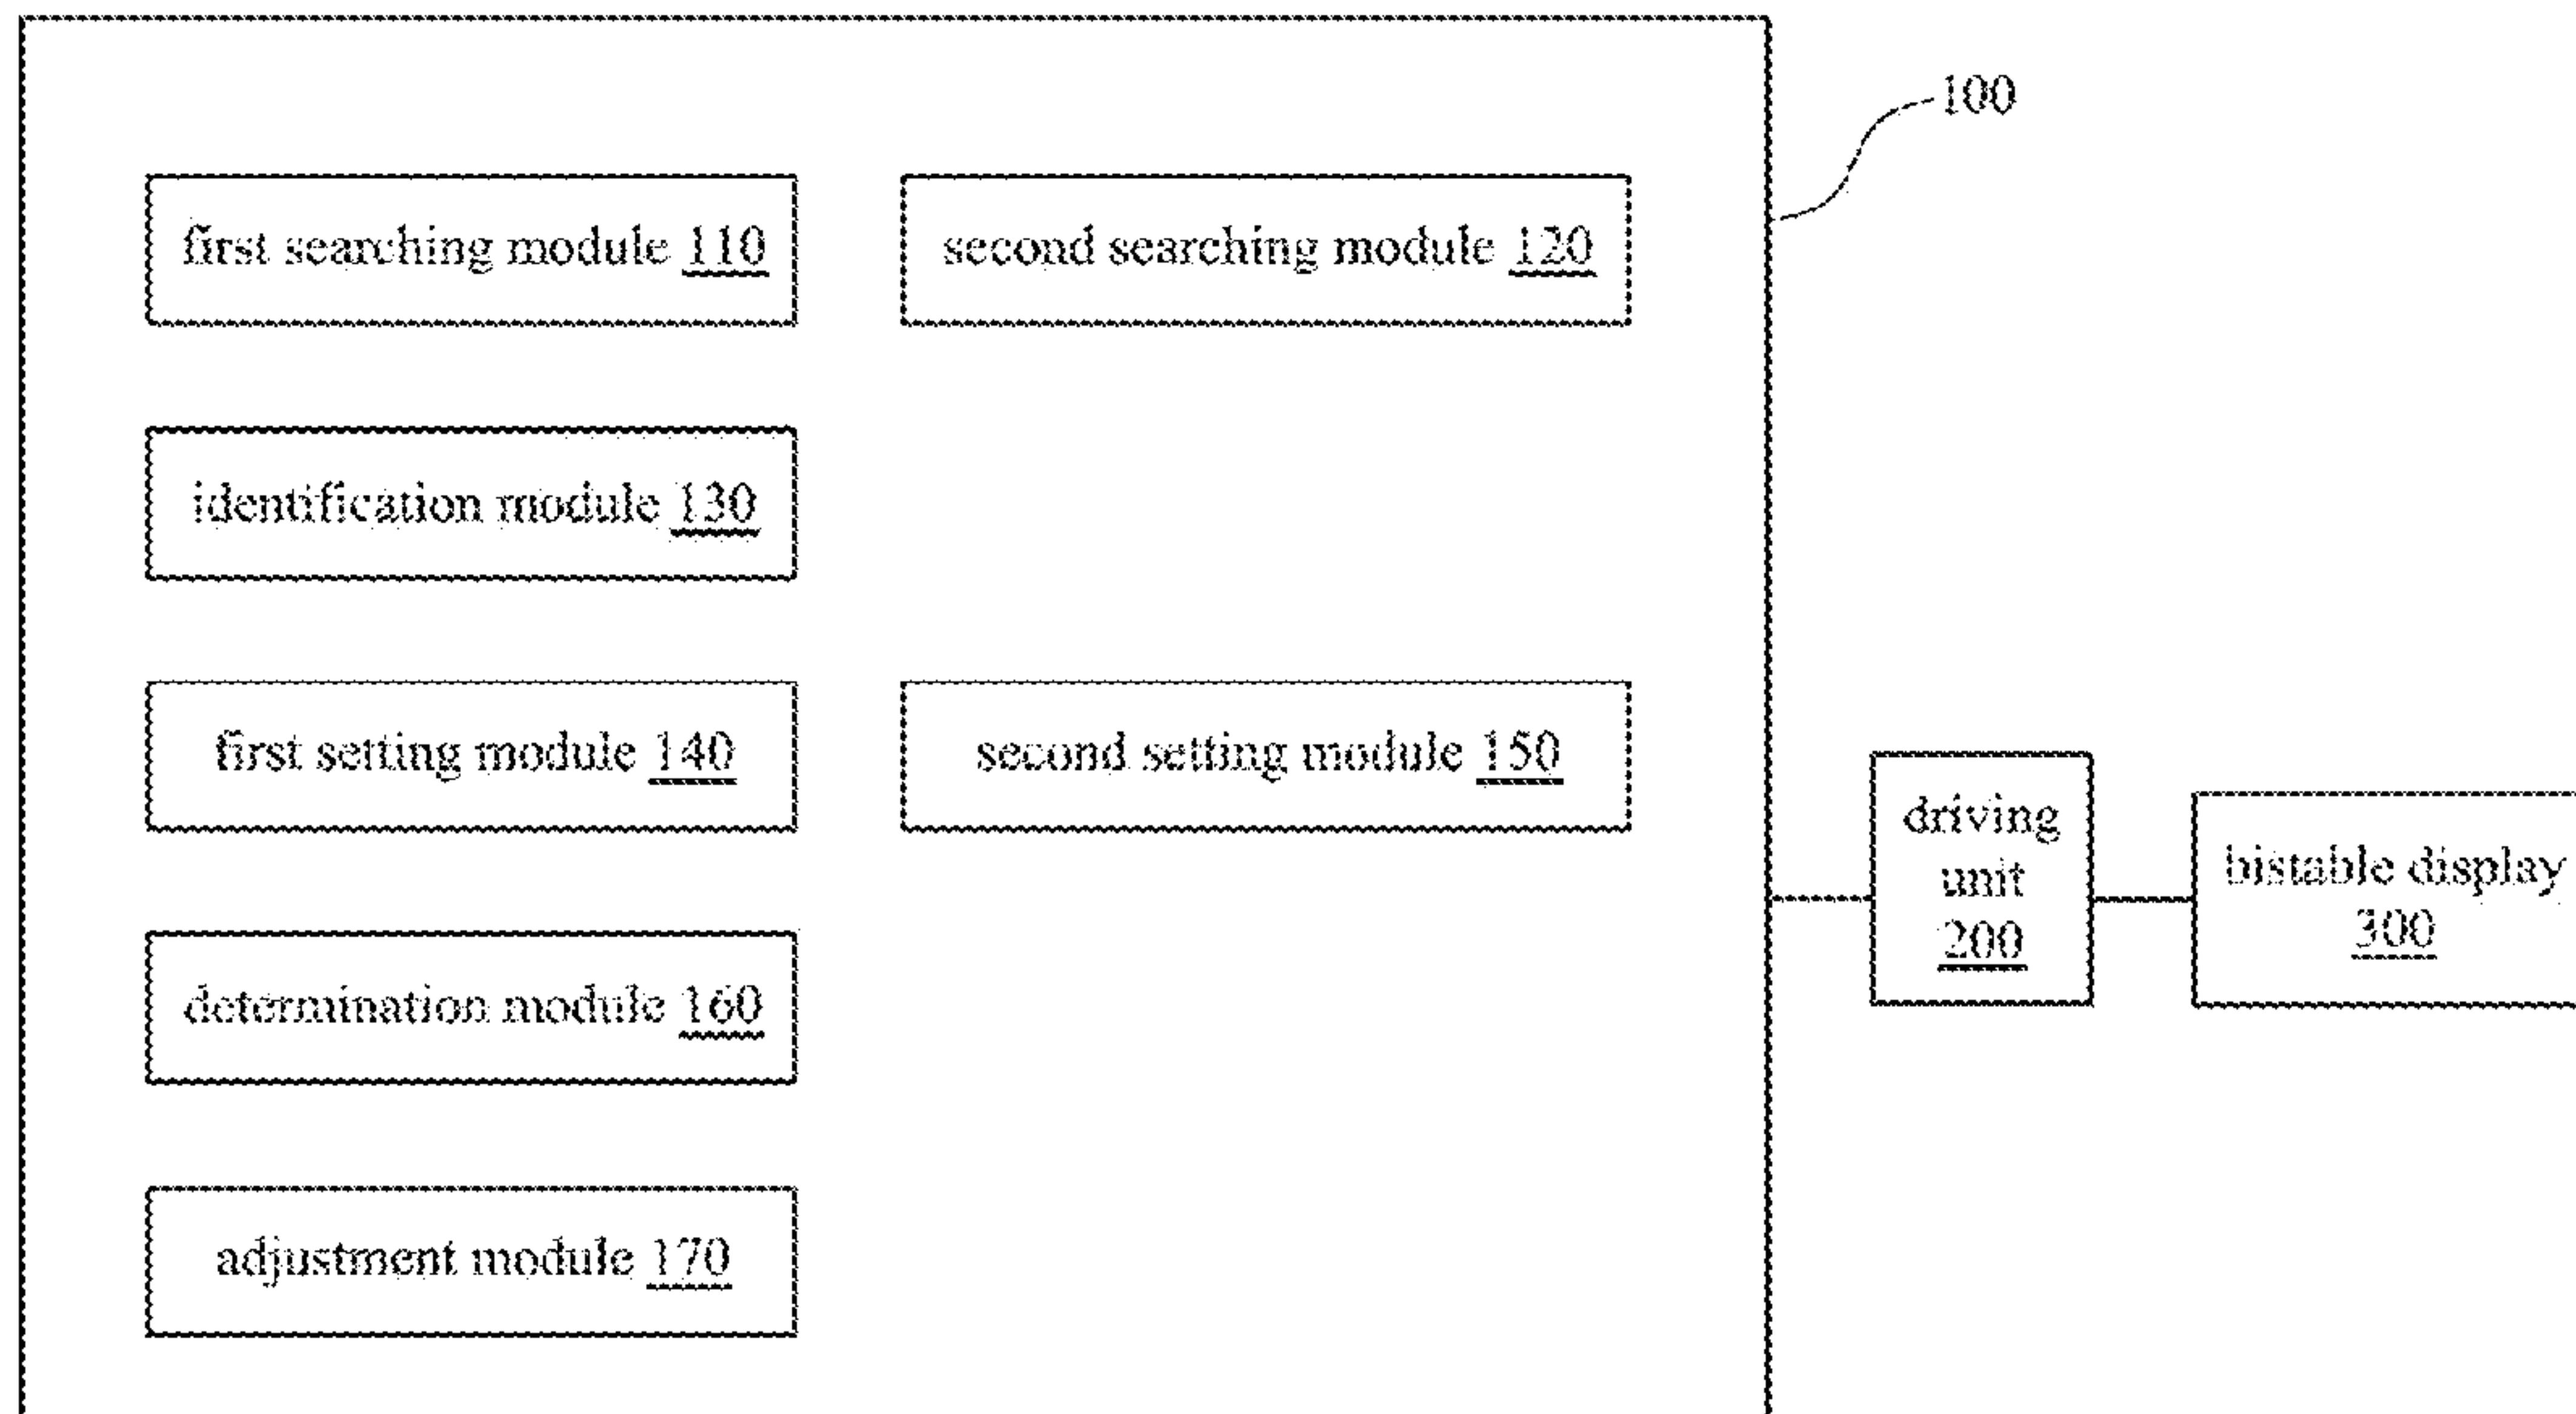 100
first searching module 110
second searching module 120
identification module 130
first setting module 140
second setting module 150
driving
unit
200
bistable display
300
determination module 160
adjustment module 170